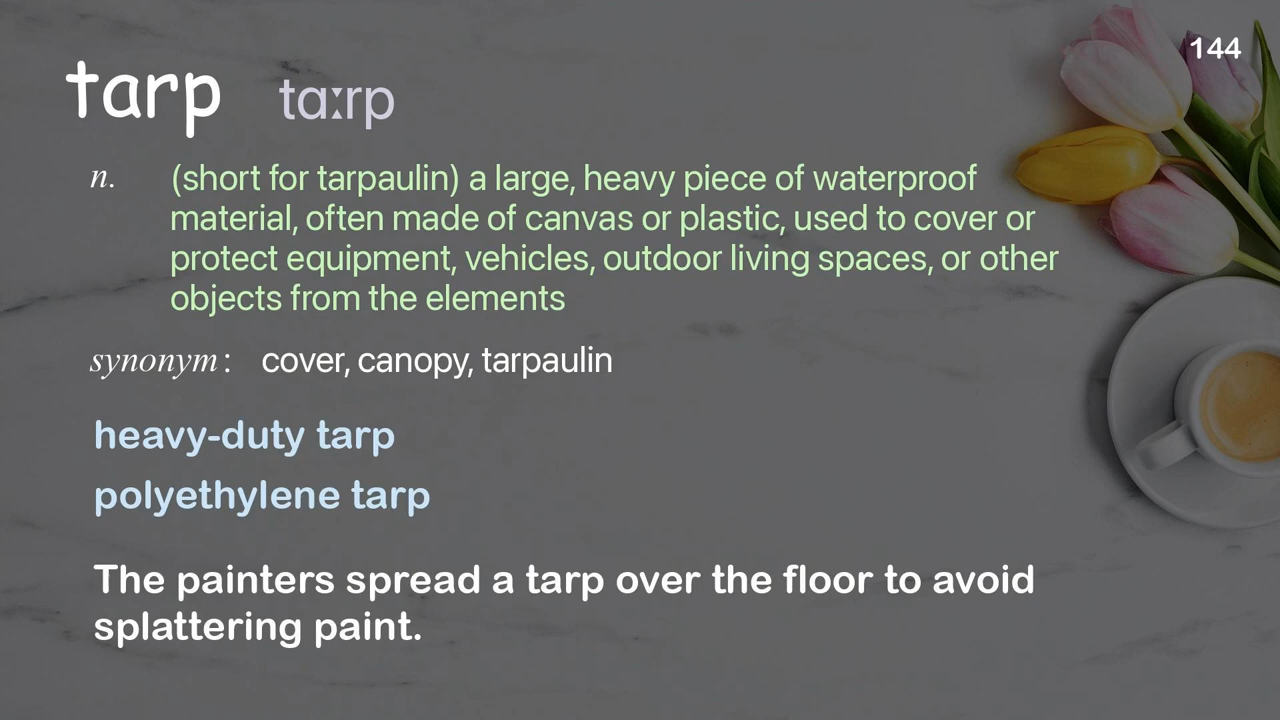 144
tarp tɑːrp
n. (short for tarpaulin) a large, heavy piece of waterproof
material, often made of canvas or plastic, used to cover or
protect equipment, vehicles, outdoor living spaces, or other
objects from the elements
synonym: cover, canopy, tarpaulin
heavy-duty tarp
polyethylene tarp
The painters spread a tarp over the floor to avoid
splattering paint.